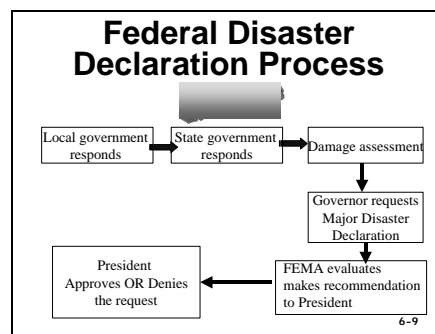 Federal Disaster
Declaration Process
Local government
responds
State government
responds
Damage assessment
Governor requests
Major Disaster
Declaration
FEMA evaluates
makes recommendation
to President
President
Approves OR Denies
the request
6-9